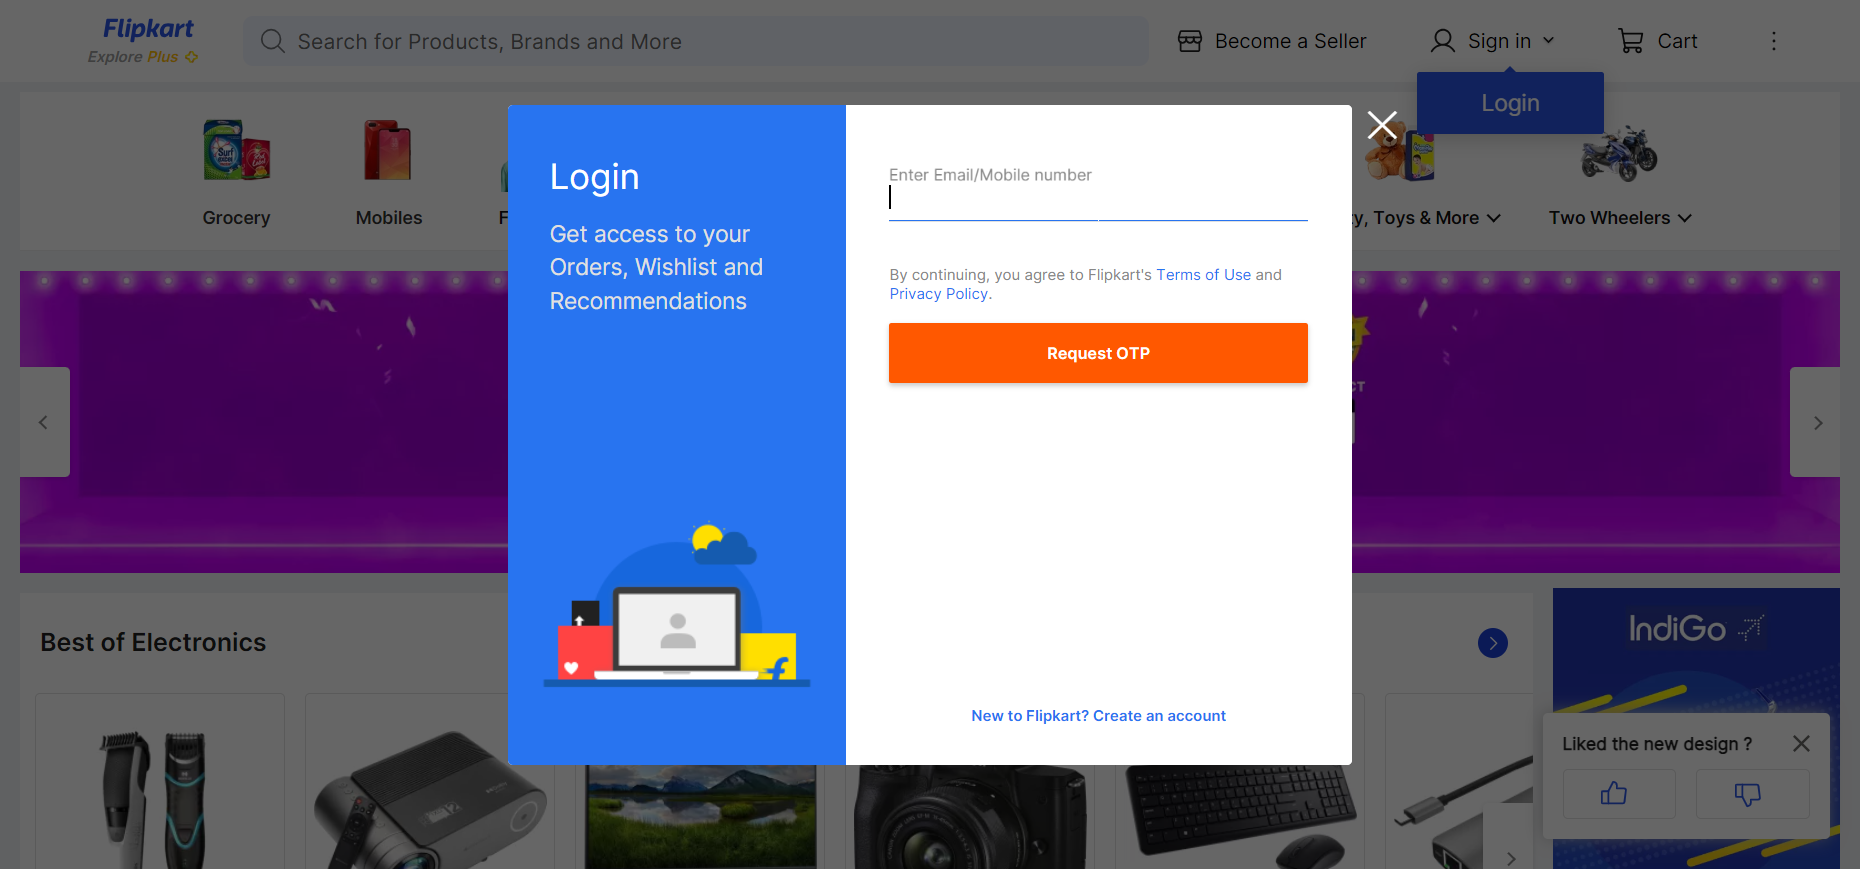 Flipkart
Explore Plus
Search for Products, Brands and More
Become a Seller
Sign in
Cart
Login
Grocery
Mobiles
F
y, Toys & More
Two Wheelers
Login
Get access to your
Orders, Wishlist and
Recommendations
Enter Email/Mobile number
By continuing, you agree to Flipkart's Terms of Use and
Privacy Policy.
Request OTP
New to Flipkart? Create an account
CT
Best of Electronics
IndiGo
Liked the new design ?